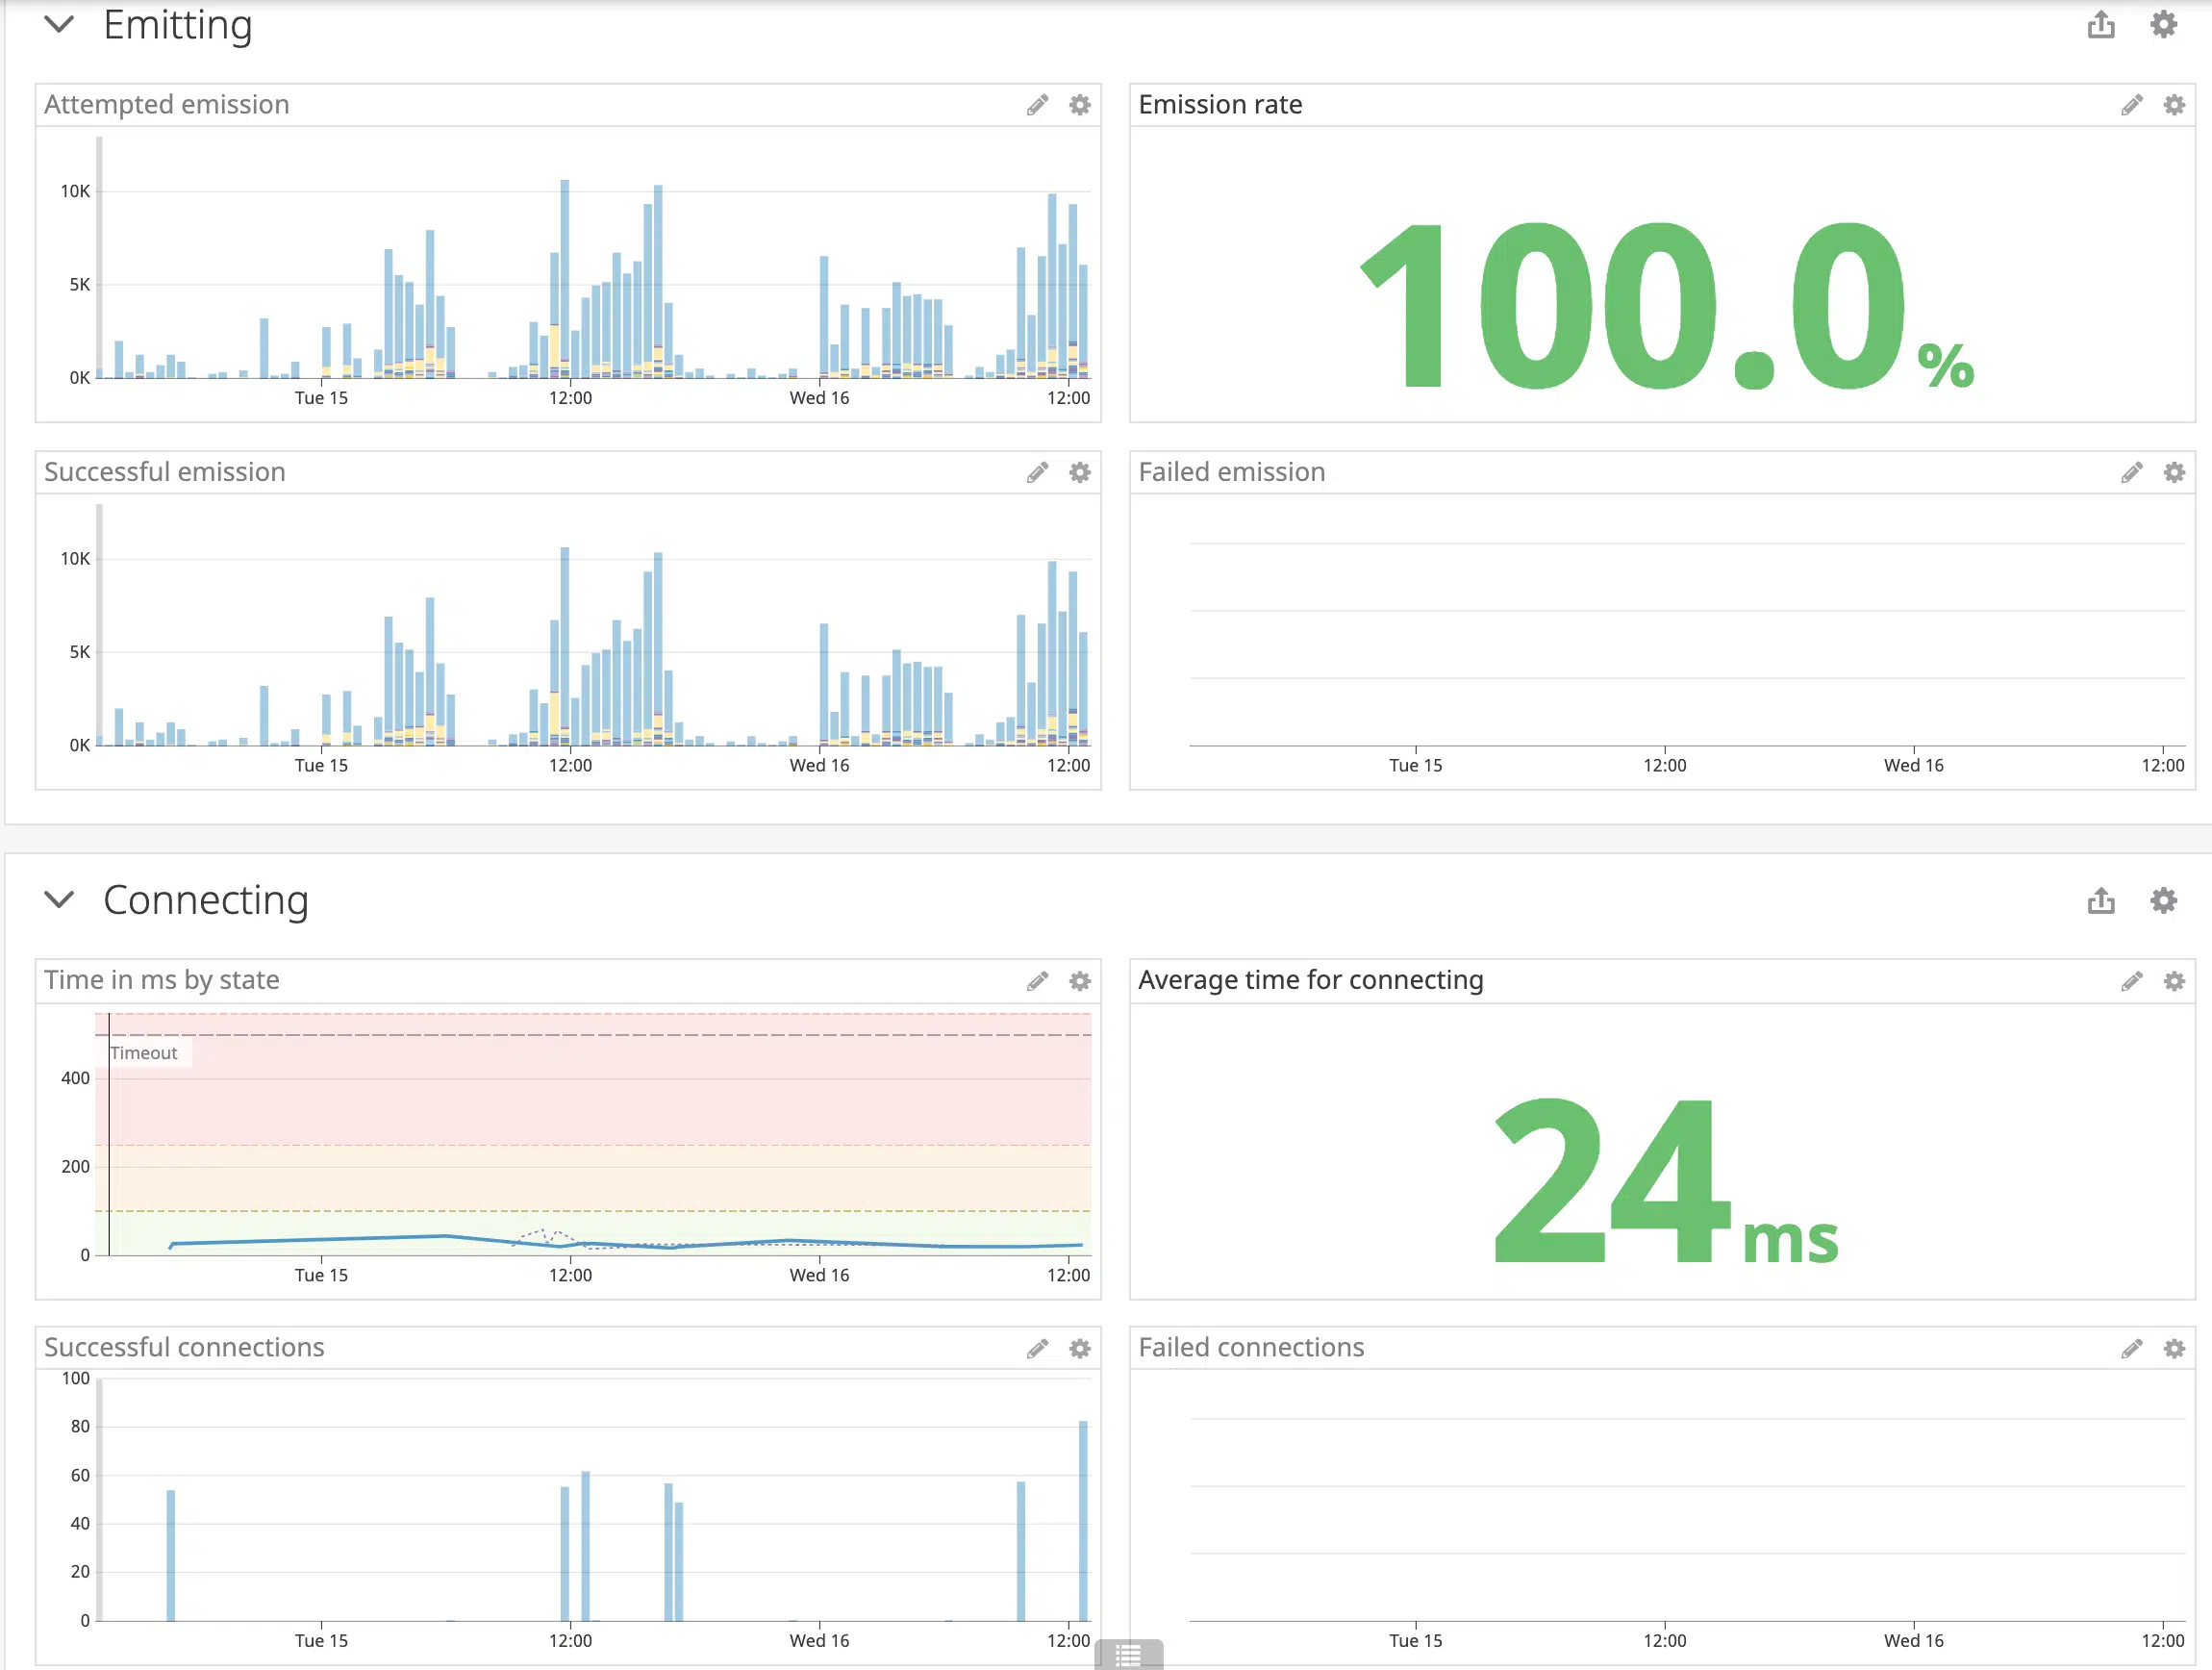 Emitting
Attempted emission
10K
5K
0K
Tue 15 12:00 Wed 16 12:00
Emission rate
100.0%
Successful emission
10K
5K
0K
Tue 15 12:00 Wed 16 12:00
Failed emission
Tue 15 12:00 Wed 16 12:00
Connecting
Time in ms by state
Timeout
400
200
0
Tue 15 12:00 Wed 16 12:00
Average time for connecting
24ms
Successful connections
100
80
60
40
20
0
Tue 15 12:00 Wed 16 12:00
Failed connections
Tue 15 12:00 Wed 16 12:00